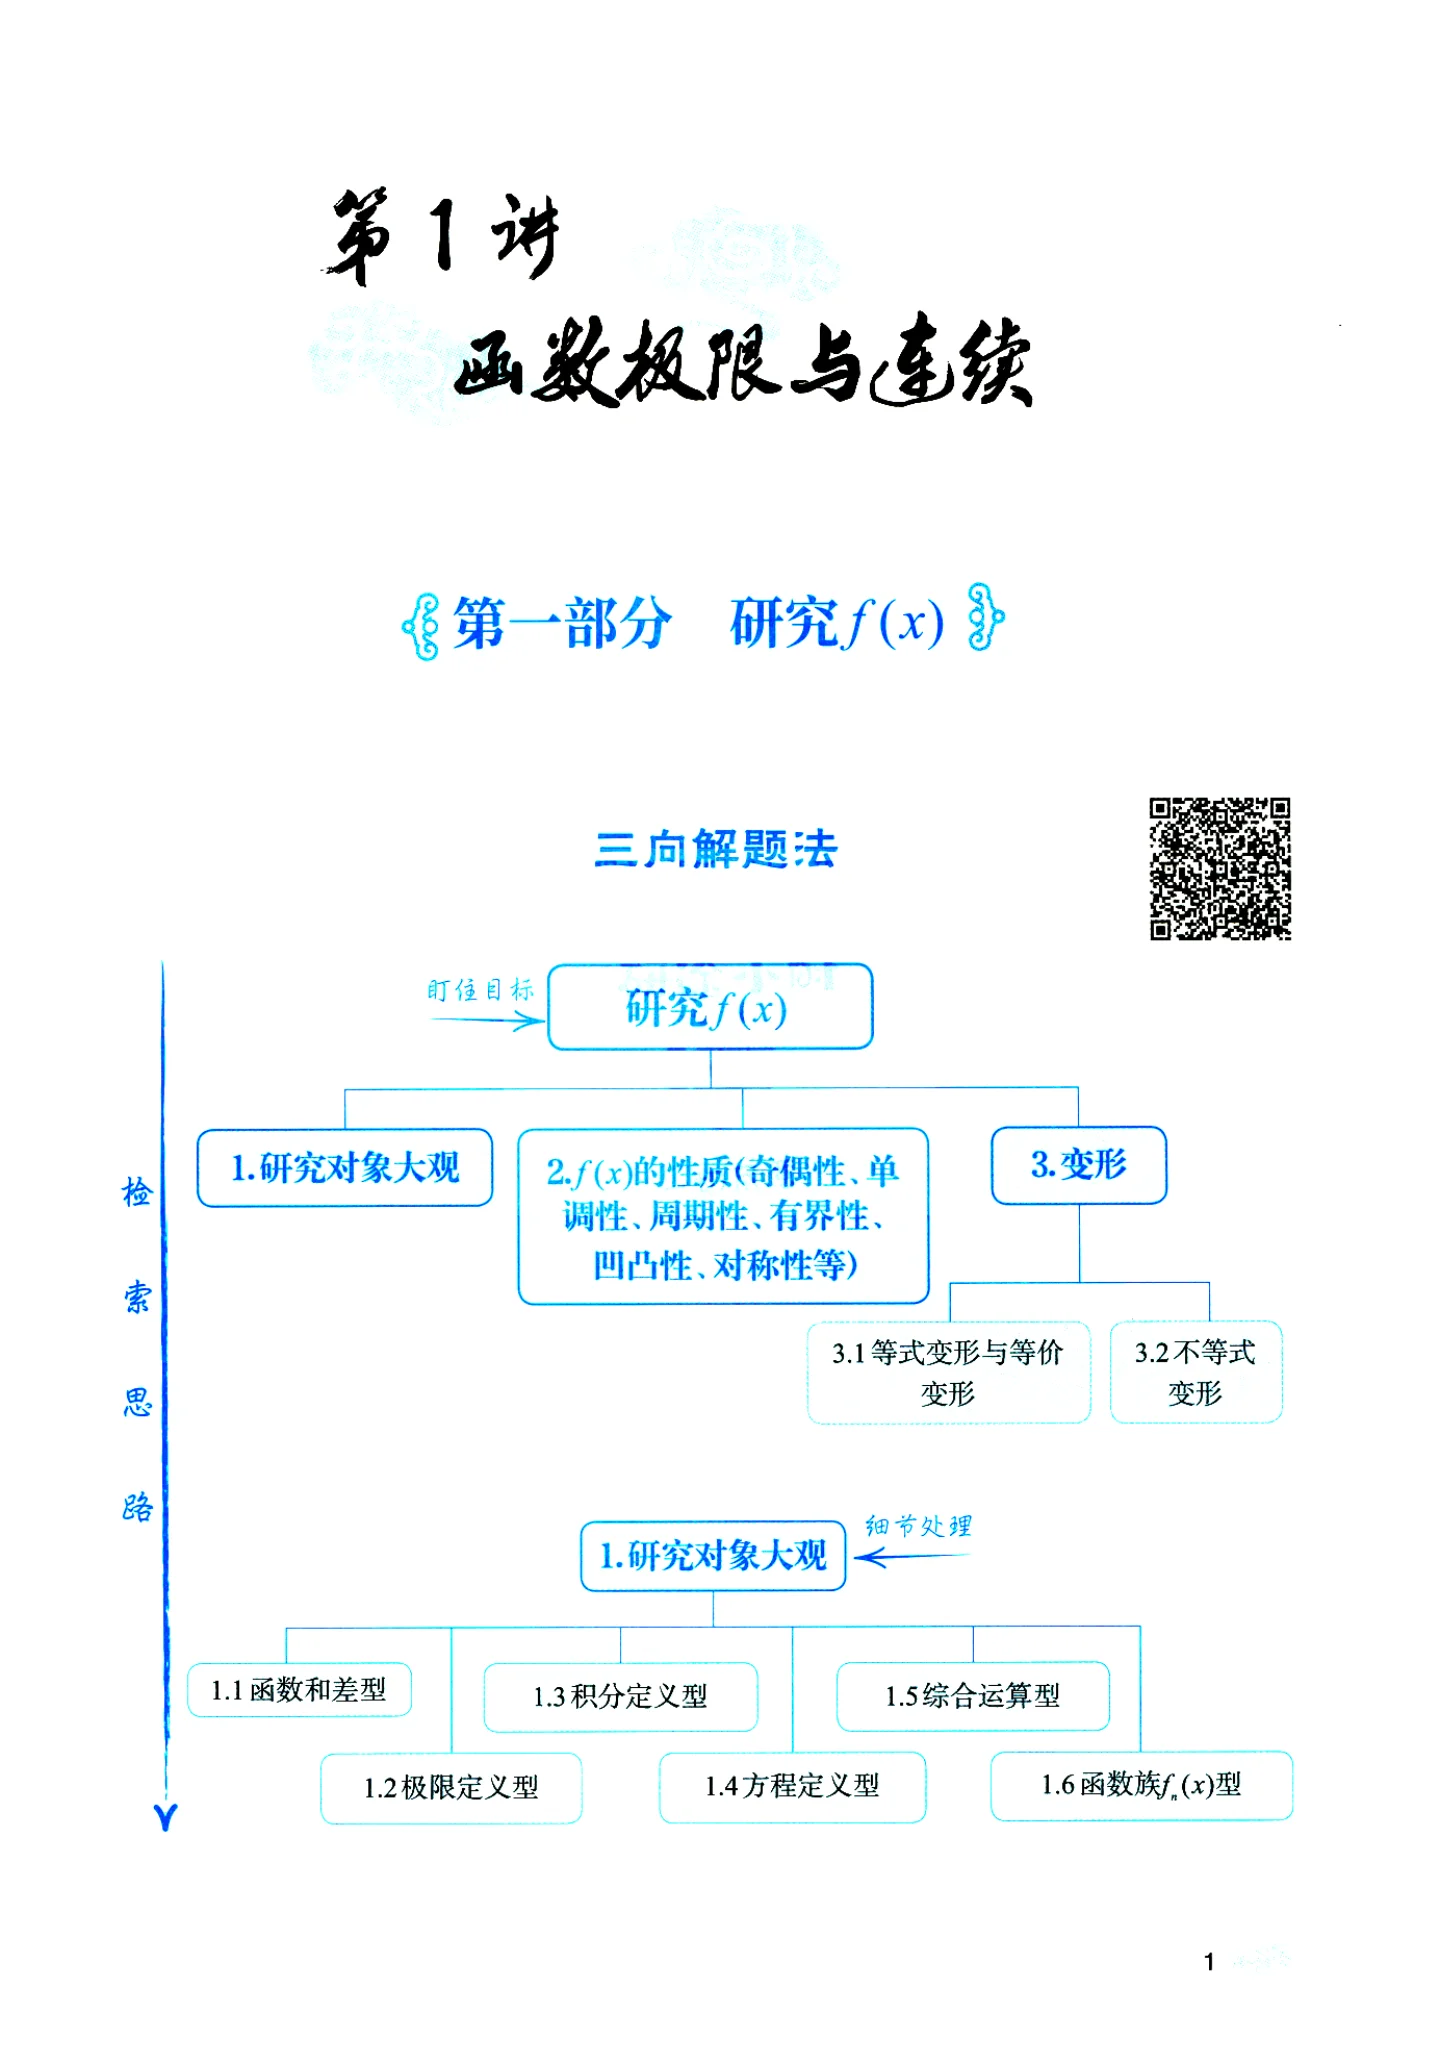 第1讲
函数极限与连续
第一部分 研究f(x)
三向解题法
盯住目标
研究f(x)
1.研究对象大观
2.f(x)的性质(奇偶性、单
调性、周期性、有界性、
凹凸性、对称性等)
3.变形
3.1等式变形与等价
变形
3.2不等式
变形
检索思路
细节处理
1.研究对象大观
1.1函数和差型
1.3积分定义型
1.5综合运算型
1.2极限定义型
1.4方程定义型
1.6函数族fₙ(x)型
1